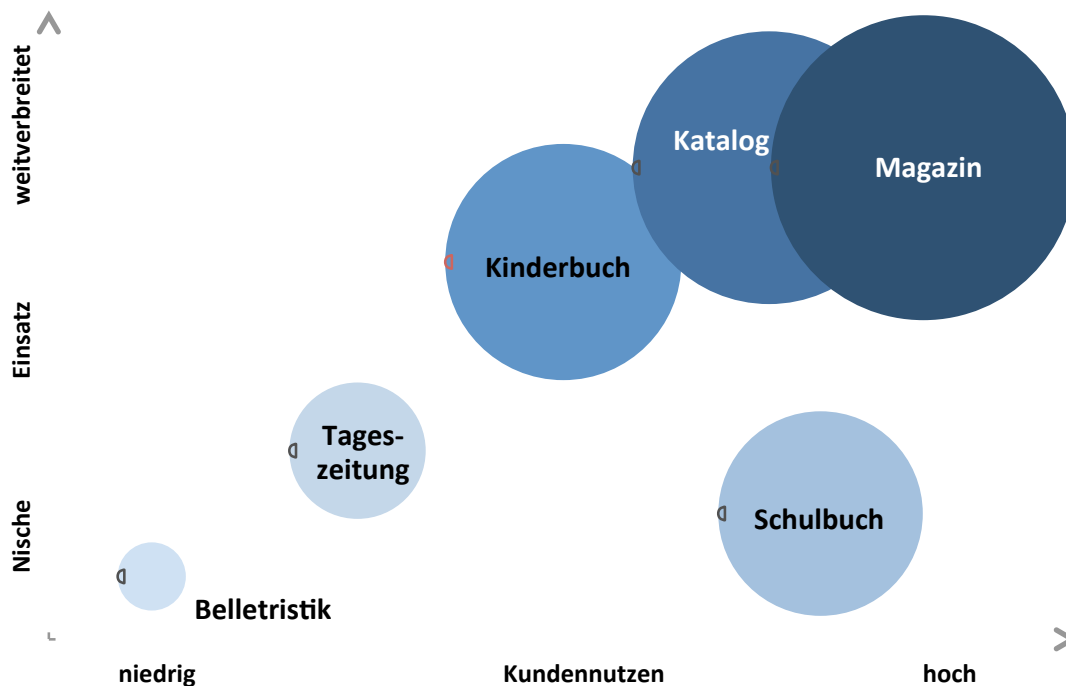 weitverbreitet
Einsatz
Nische
Katalog
Magazin
Kinderbuch
Tages-
zeitung
Schulbuch
Belletristik
niedrig
Kundennutzen
hoch